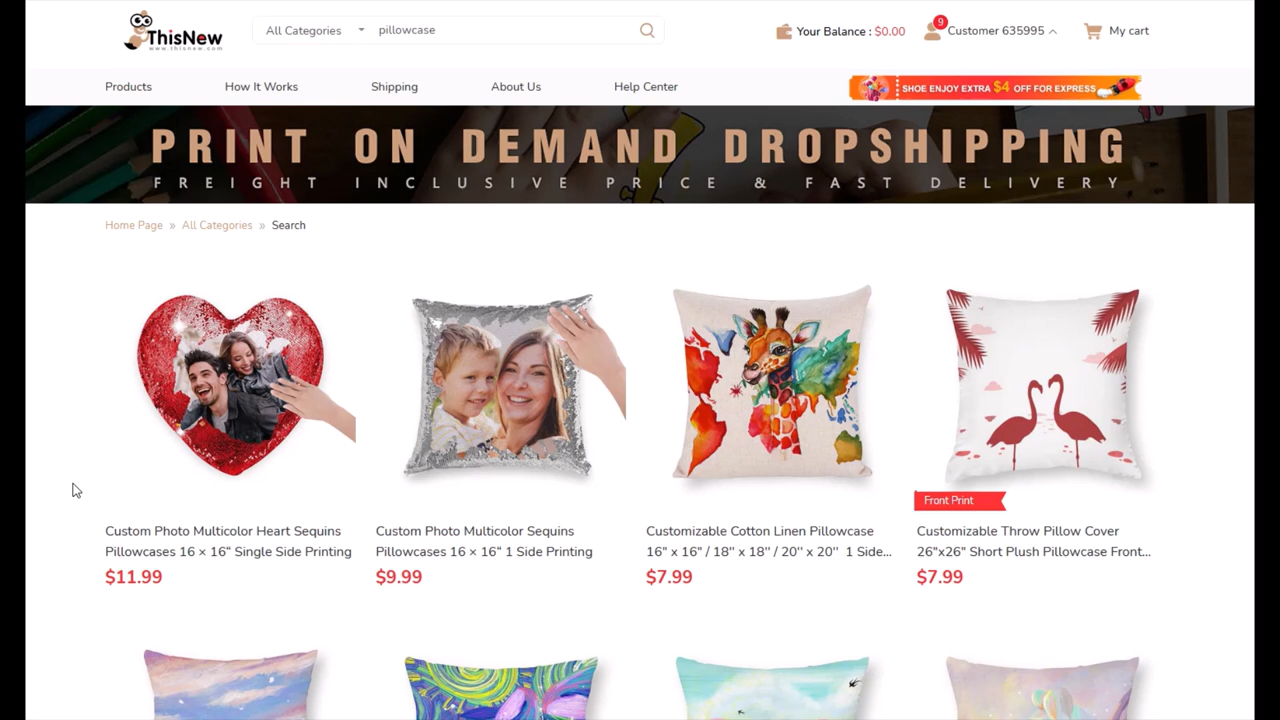 ThisNew
www.thisnew.com
All Categories
pillowcase
Your Balance : $0.00
9
Customer 635995
My cart
Products
How It Works
Shipping
About Us
Help Center
SHOE ENJOY EXTRA $4 OFF FOR EXPRESS
PRINT ON DEMAND DROPSHIPPING
FREIGHT INCLUSIVE PRICE & FAST DELIVERY
Home Page » All Categories » Search
Front Print
Custom Photo Multicolor Heart Sequins
Pillowcases 16 × 16“ Single Side Printing
$11.99
Custom Photo Multicolor Sequins
Pillowcases 16 × 16“ 1 Side Printing
$9.99
Customizable Cotton Linen Pillowcase
16" x 16" / 18'' x 18'' / 20'' x 20'' 1 Side...
$7.99
Customizable Throw Pillow Cover
26"x26" Short Plush Pillowcase Front...
$7.99